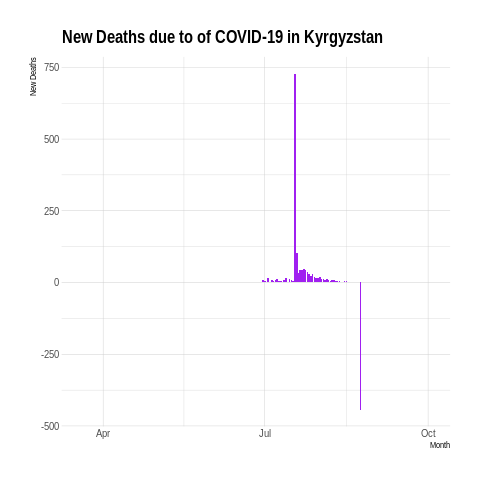 New Deaths due to of COVID-19 in Kyrgyzstan
New Deaths
750
500
250
0
-250
-500
Apr
Jul
Oct
Month